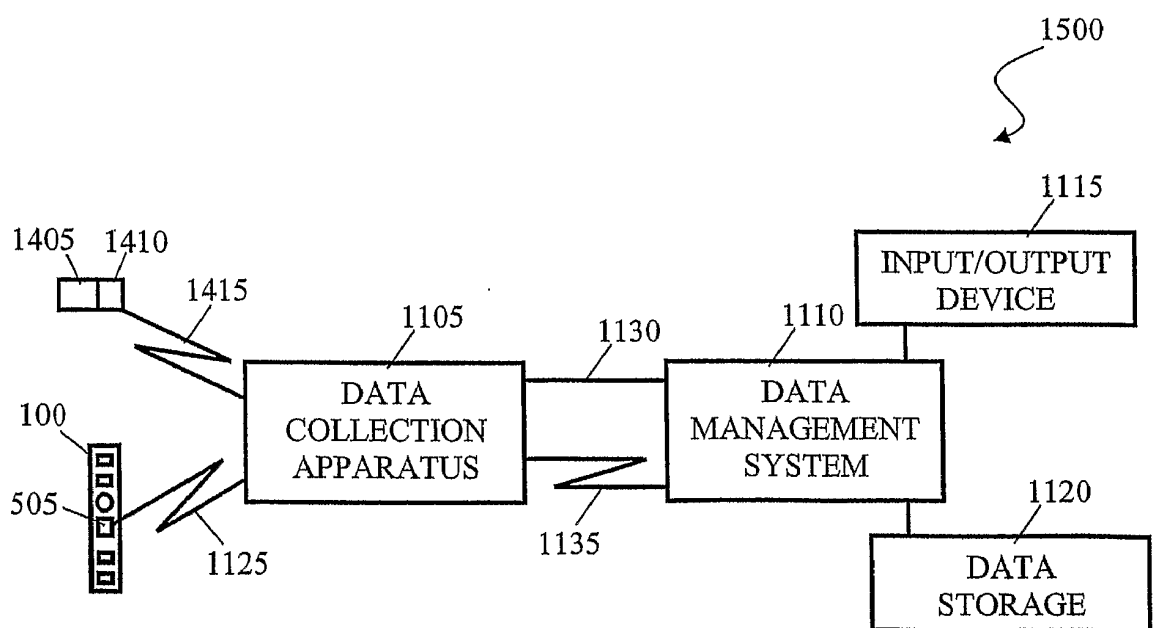 1500
1115
1405 1410
INPUT/OUTPUT
DEVICE
1415
1105
1130
1110
DATA
COLLECTION
APPARATUS
DATA
MANAGEMENT
SYSTEM
100
505
1125
1135
1120
DATA
STORAGE